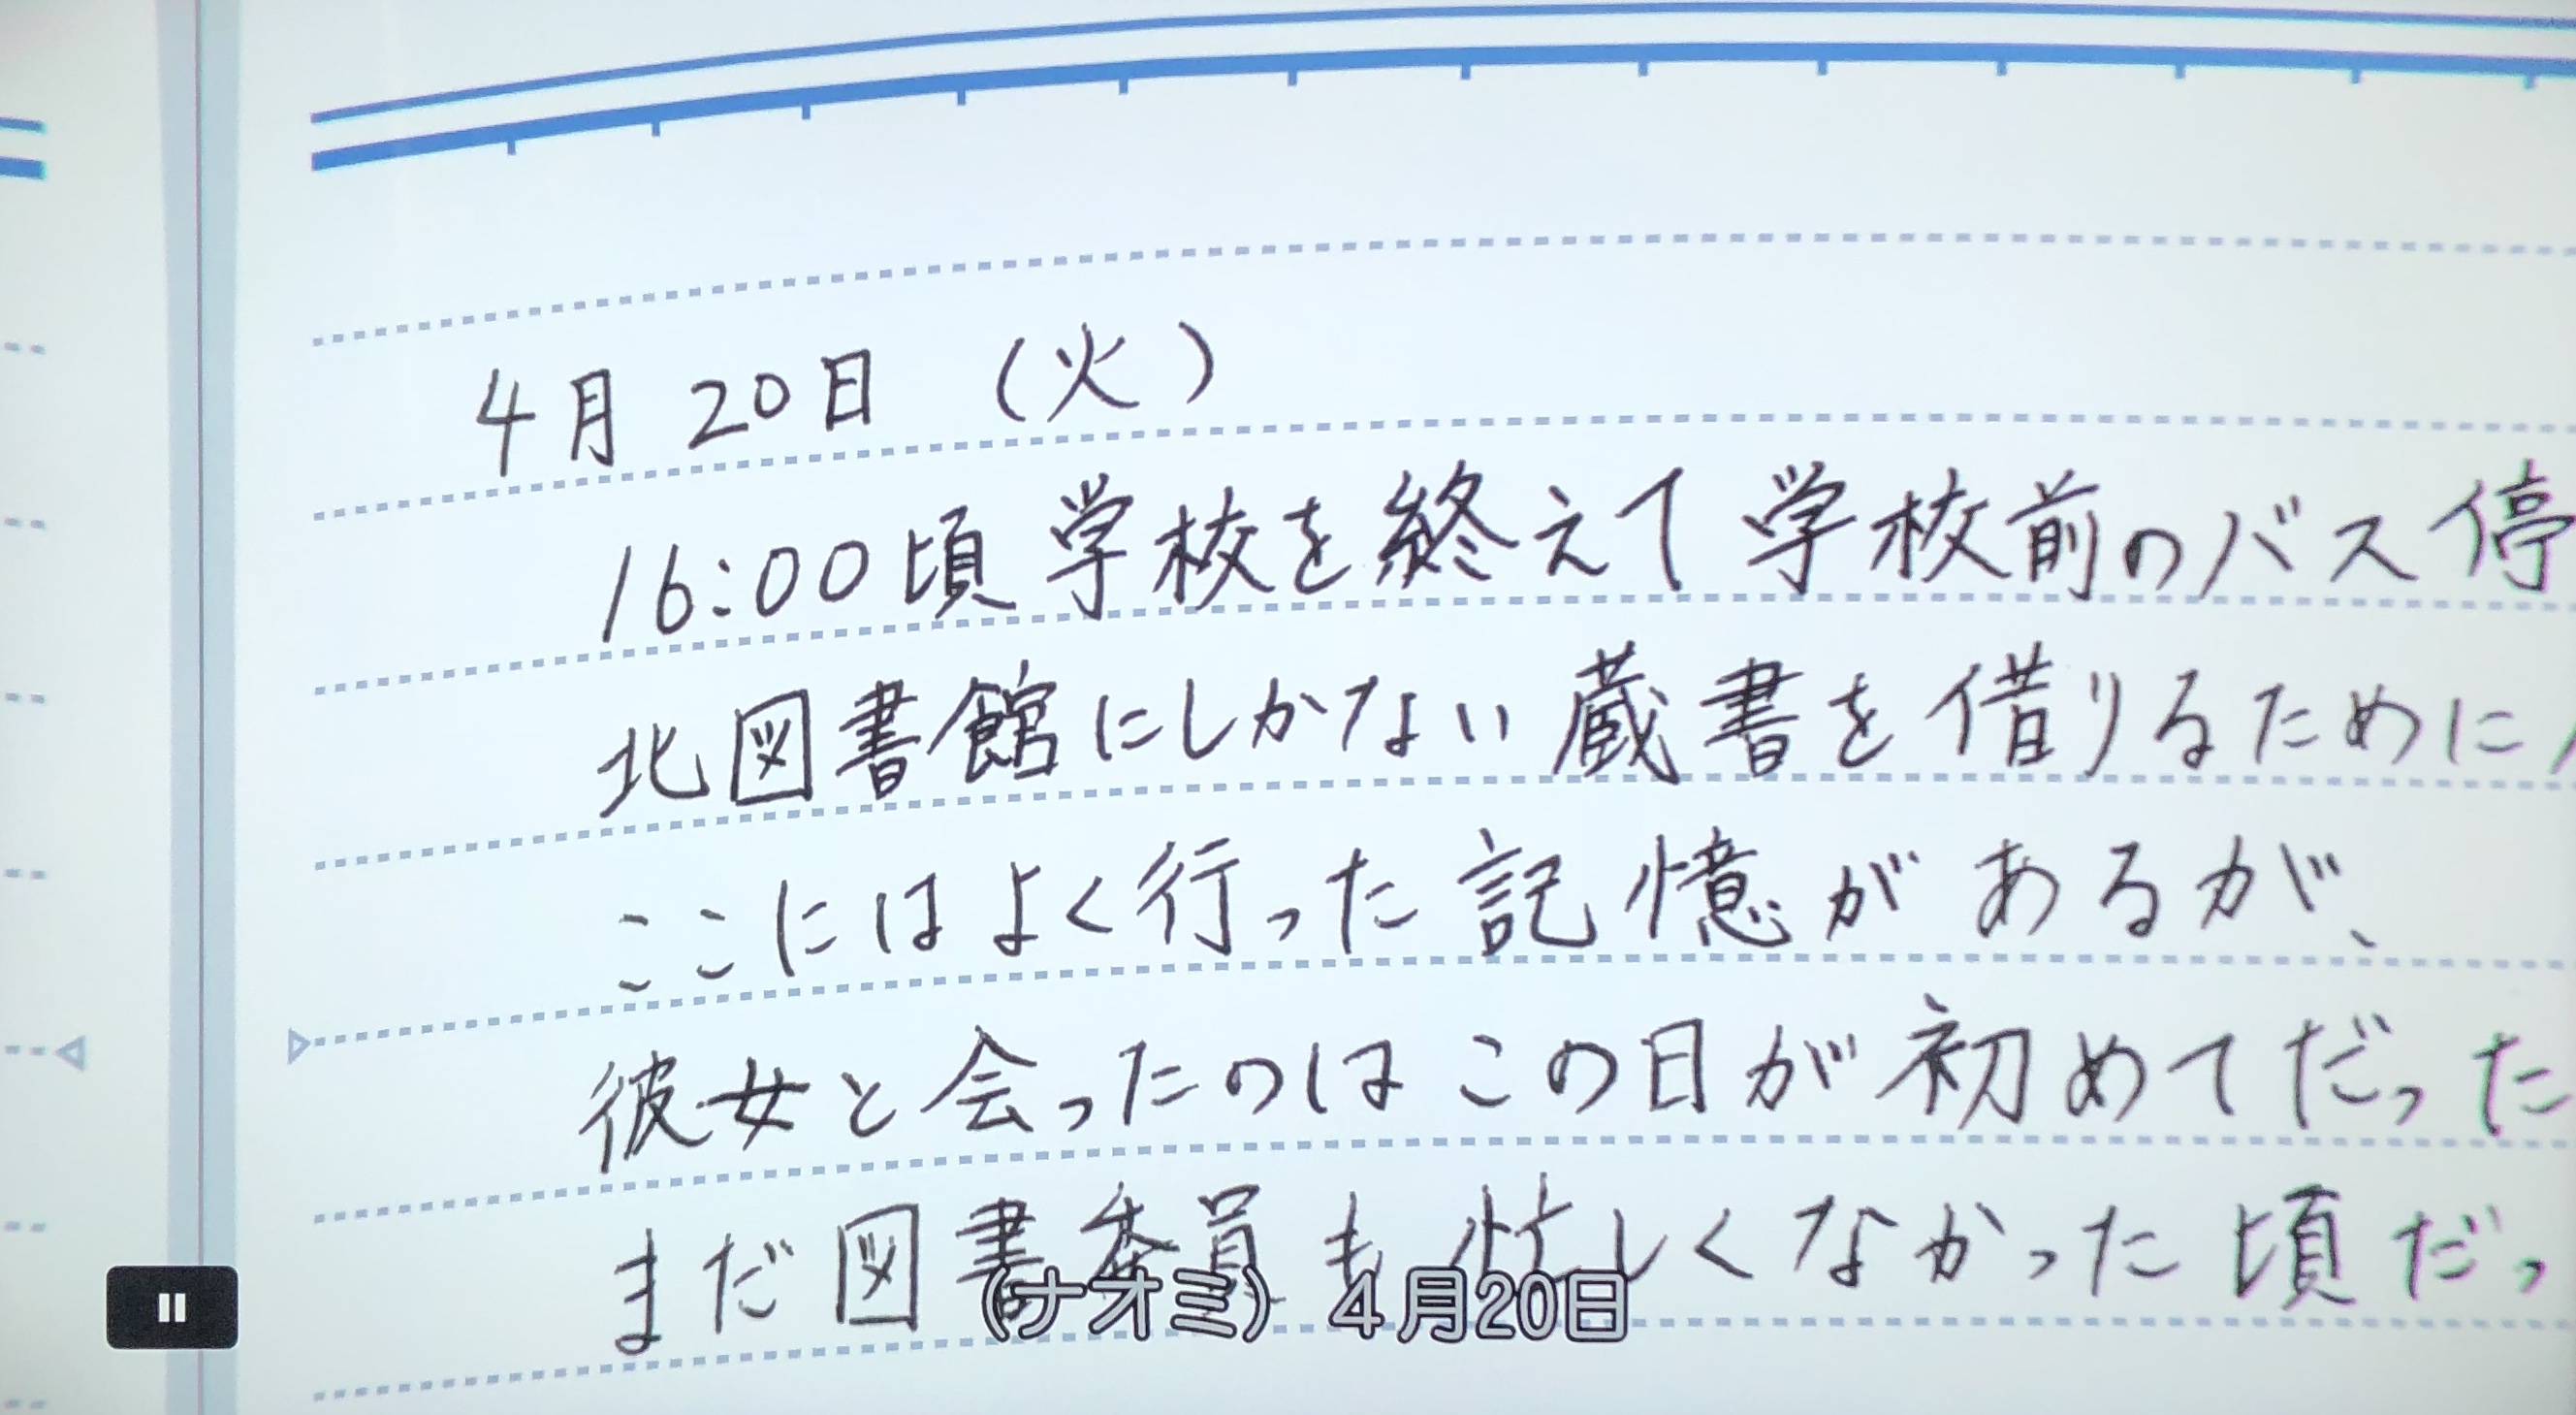 4月20日 (火)
16:00頃学校を終えて学校前のバス停
北図書館にしかない蔵書を借りるために
ここにはよく行った記憶があるが、
彼女と会ったのはこの日が初めてだった
まだ図書委員も忙しくなかった頃だっ
(ナオミ) 4月20日